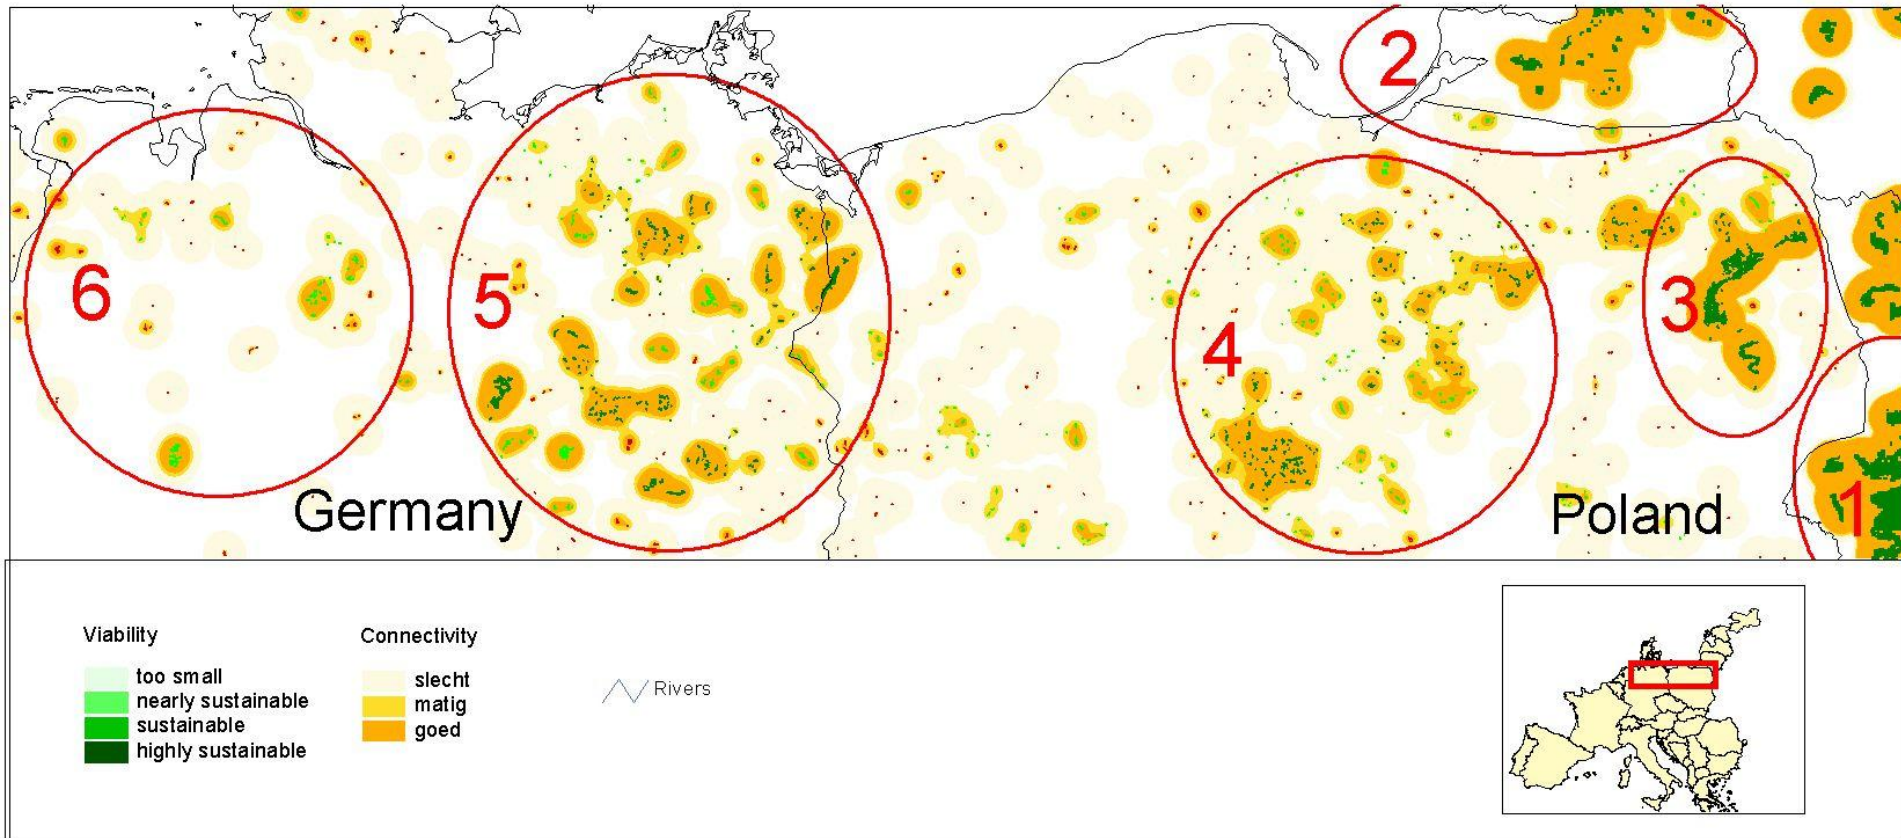 2
6
5
4
3
1
Germany
Poland
Viability
too small
nearly sustainable
sustainable
highly sustainable
Connectivity
slecht
matig
goed
Rivers